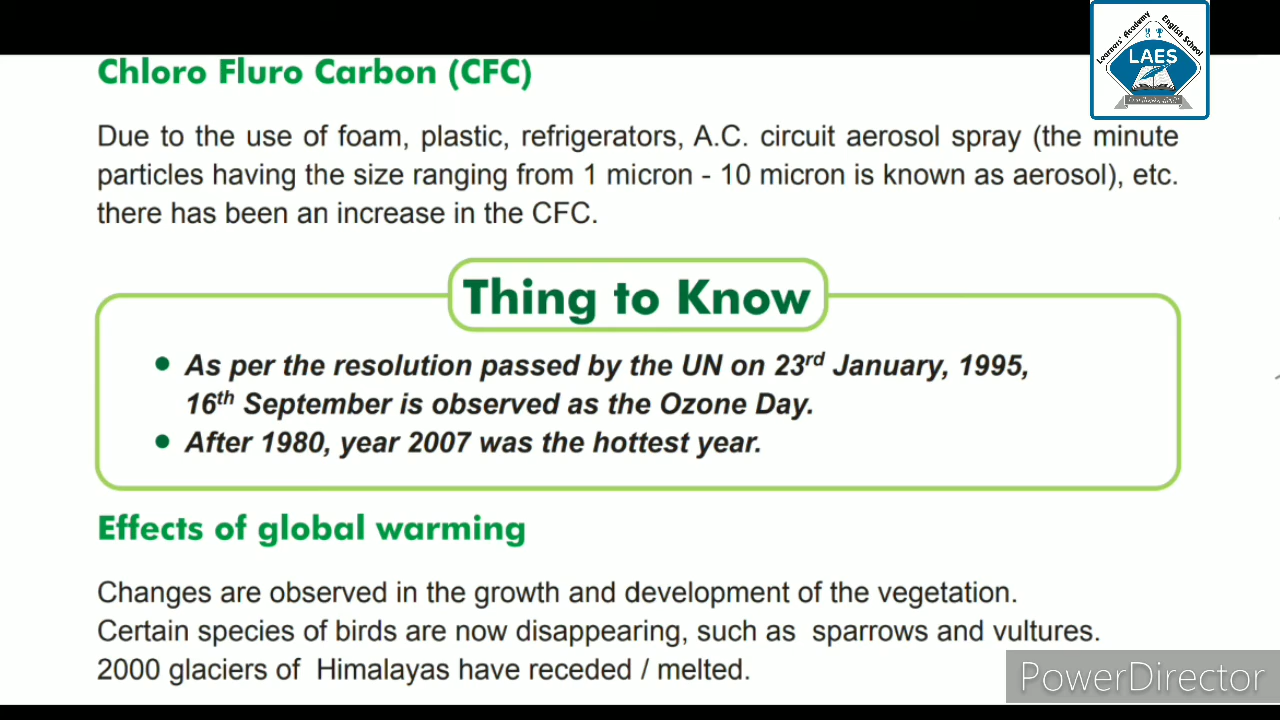 Learners' Academy English School
LAES
Chloro Fluro Carbon (CFC)
Due to the use of foam, plastic, refrigerators, A.C. circuit aerosol spray (the minute
particles having the size ranging from 1 micron - 10 micron is known as aerosol), etc.
there has been an increase in the CFC.
Thing to Know
• As per the resolution passed by the UN on 23rd January, 1995,
16th September is observed as the Ozone Day.
• After 1980, year 2007 was the hottest year.
Effects of global warming
Changes are observed in the growth and development of the vegetation.
Certain species of birds are now disappearing, such as sparrows and vultures.
2000 glaciers of Himalayas have receded / melted.
PowerDirector